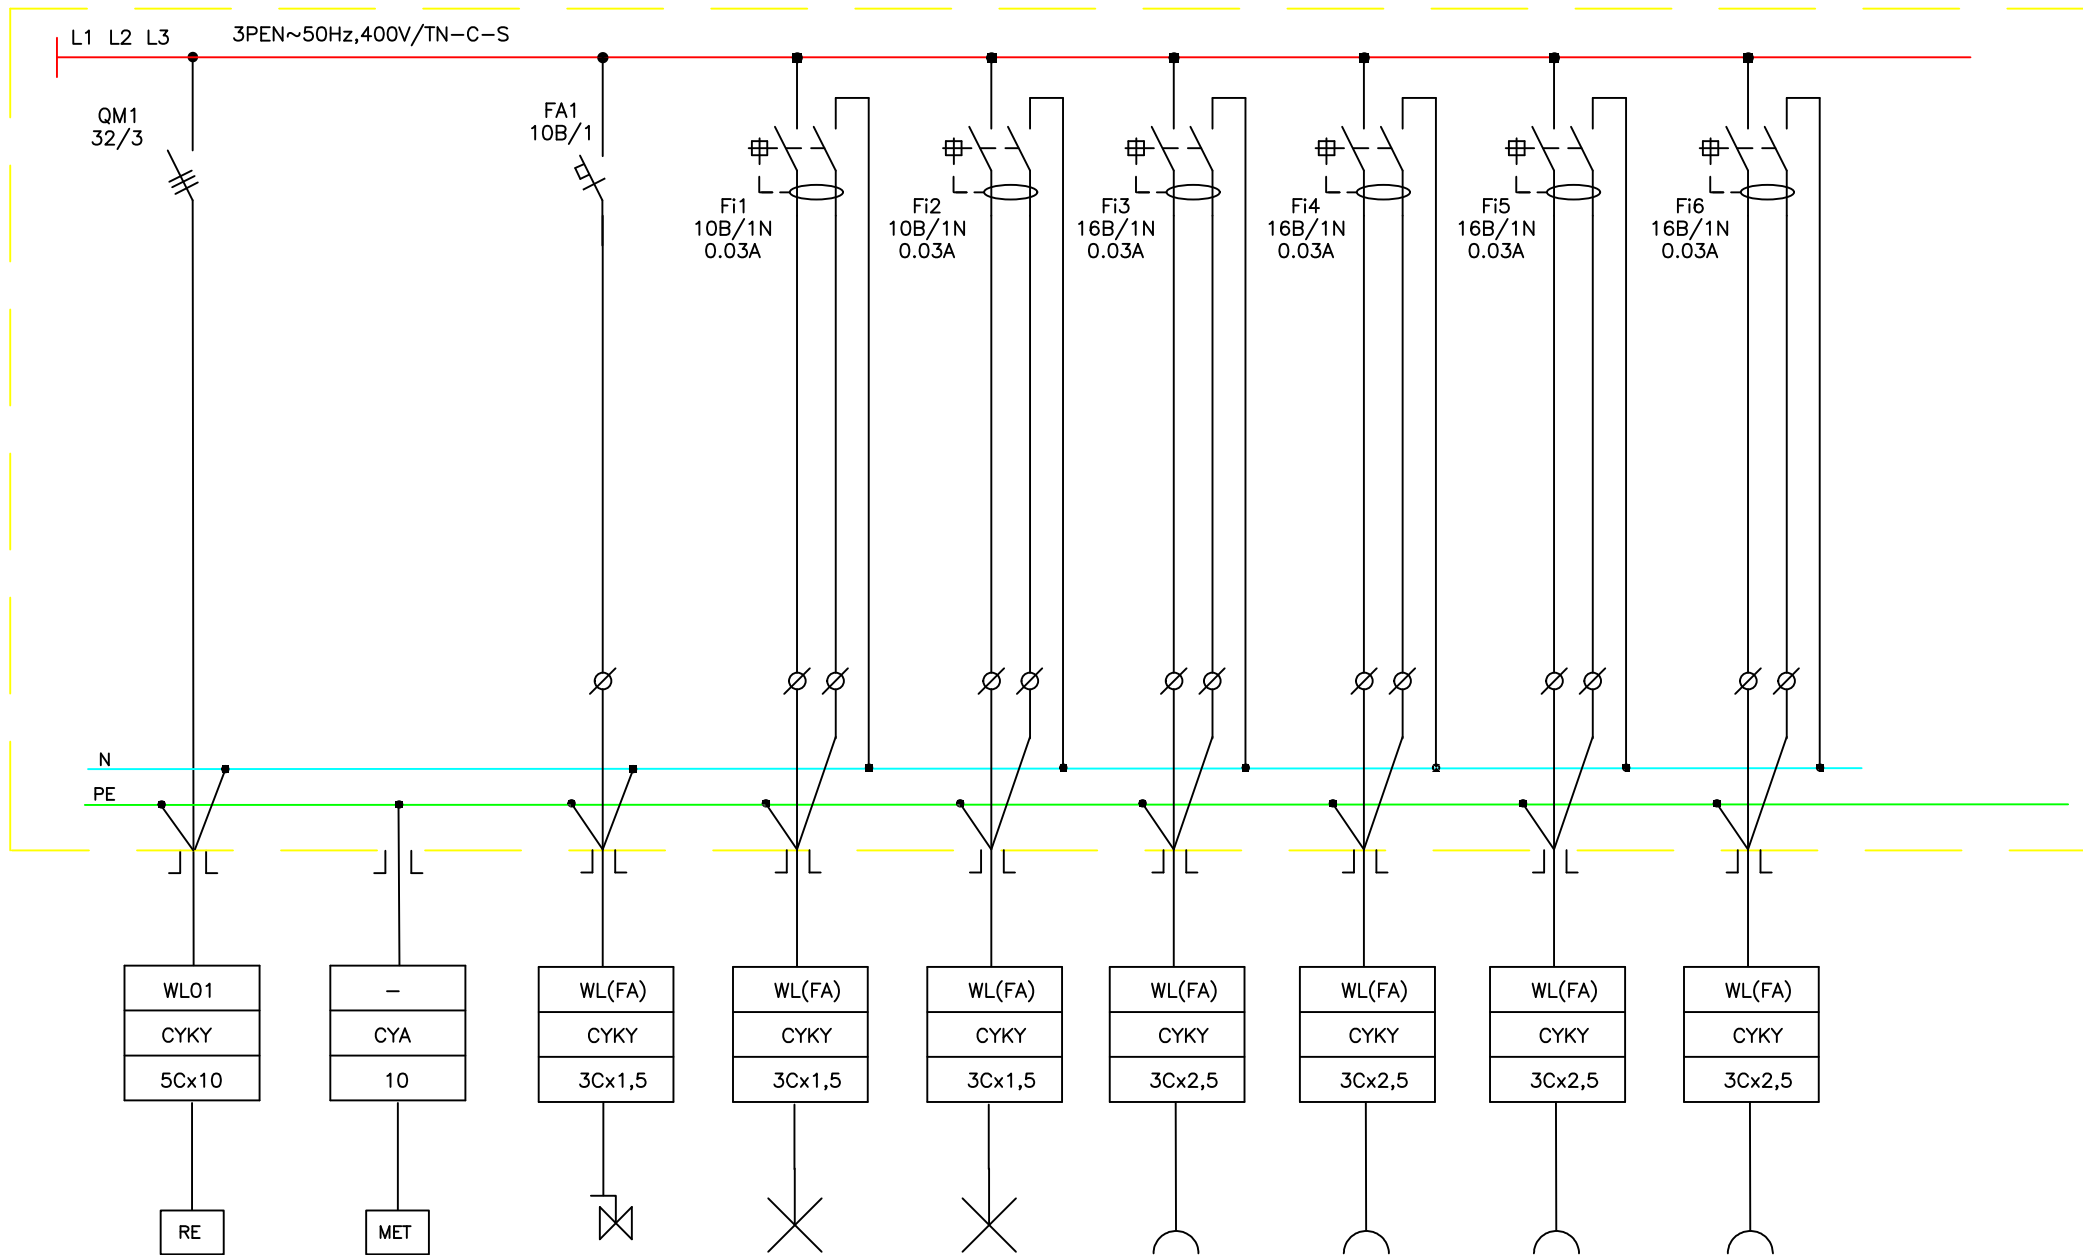 L1 L2 L3
3PEN~50Hz,400V/TN-C-S
QM1
32/3
FA1
10B/1
Fi1
10B/1N
0.03A
Fi2
10B/1N
0.03A
Fi3
16B/1N
0.03A
Fi4
16B/1N
0.03A
Fi5
16B/1N
0.03A
Fi6
16B/1N
0.03A
N
PE
WL01
CYKY
5Cx10
RE
-
CYA
10
MET
WL(FA)
CYKY
3Cx1,5
WL(FA)
CYKY
3Cx1,5
WL(FA)
CYKY
3Cx1,5
WL(FA)
CYKY
3Cx2,5
WL(FA)
CYKY
3Cx2,5
WL(FA)
CYKY
3Cx2,5
WL(FA)
CYKY
3Cx2,5